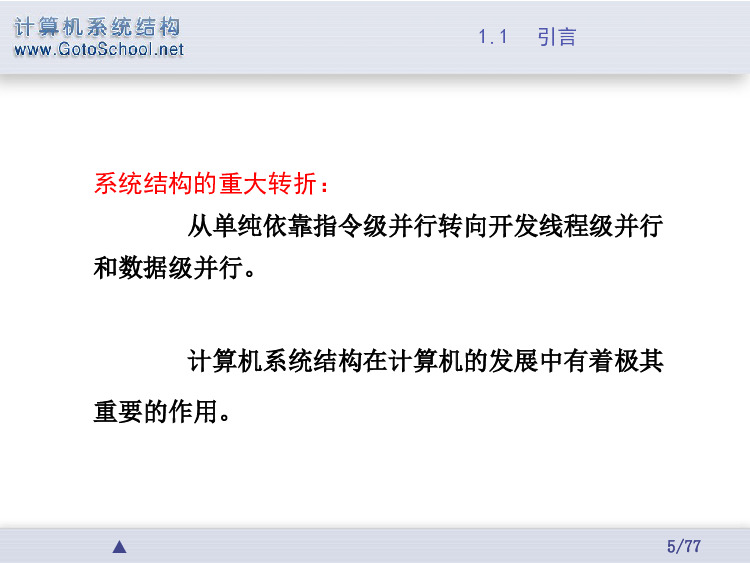 计算机系统结构
www.GotoSchool.net
1.1 引言
系统结构的重大转折：
从单纯依靠指令级并行转向开发线程级并行
和数据级并行。
计算机系统结构在计算机的发展中有着极其
重要的作用。
5/77